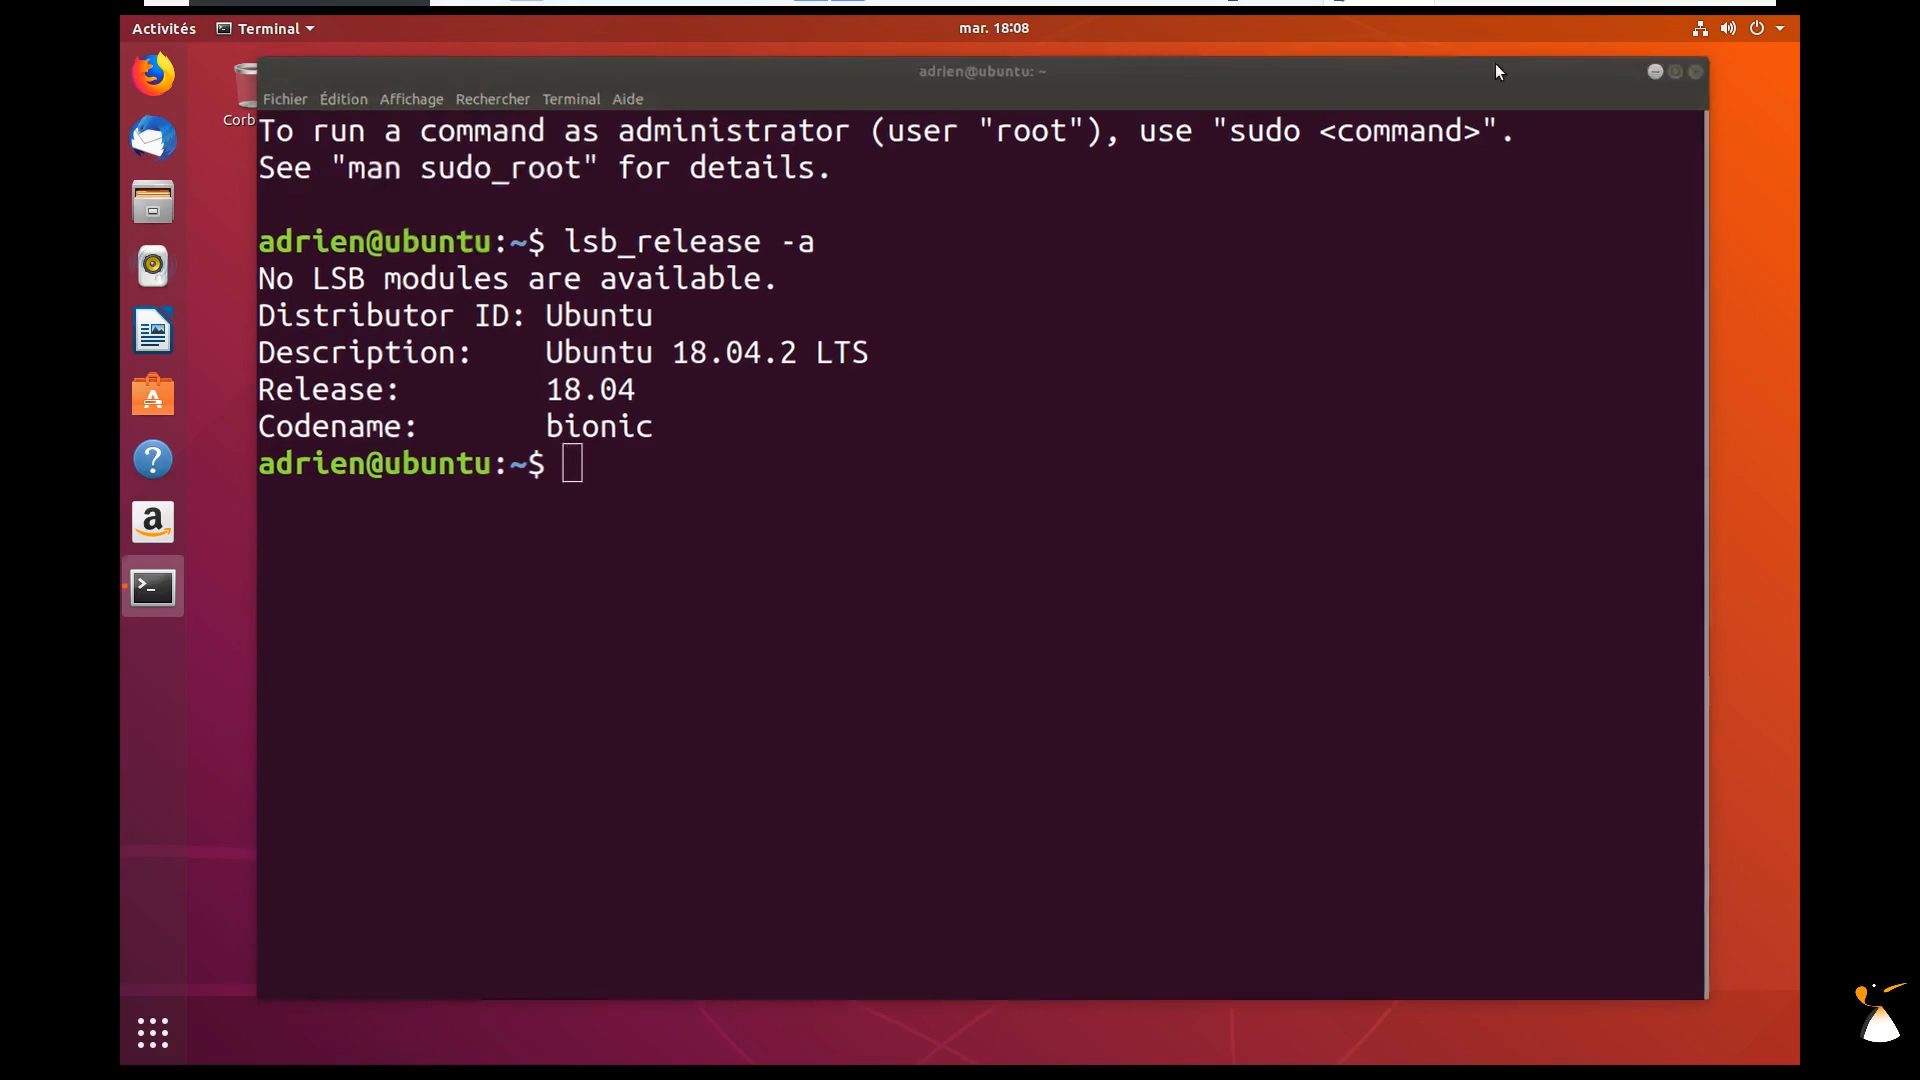 Activités Terminal mar. 18:08
adrien@ubuntu: ~
Fichier Édition Affichage Rechercher Terminal Aide
Corb
To run a command as administrator (user "root"), use "sudo <command>".
See "man sudo_root" for details.
adrien@ubuntu:~$ lsb_release -a
No LSB modules are available.
Distributor ID: Ubuntu
Description: Ubuntu 18.04.2 LTS
Release: 18.04
Codename: bionic
adrien@ubuntu:~$